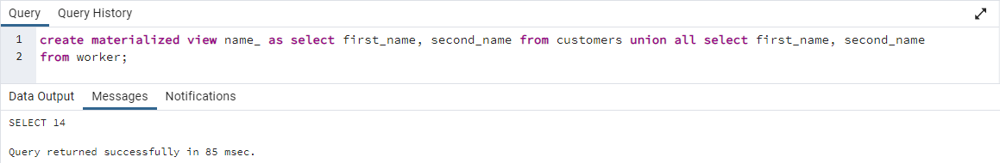 Query Query History
1 create materialized view name_ as select first_name, second_name from customers union all select first_name, second_name
2 from worker;
Data Output Messages Notifications
SELECT 14
Query returned successfully in 85 msec.